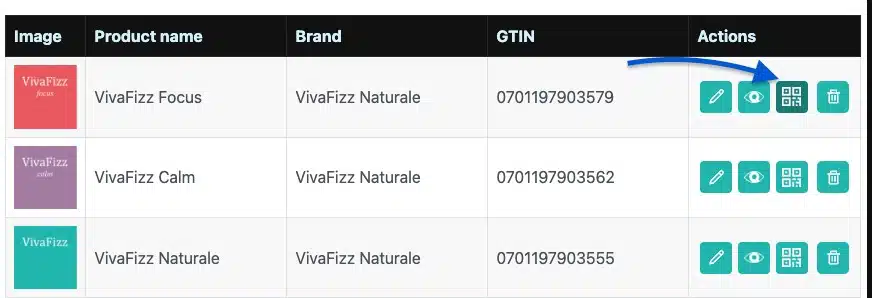 Image Product name Brand GTIN Actions
VivaFizz
focus
VivaFizz Focus VivaFizz Naturale 0701197903579
VivaFizz
calm
VivaFizz Calm VivaFizz Naturale 0701197903562
VivaFizz
VivaFizz Naturale VivaFizz Naturale 0701197903555